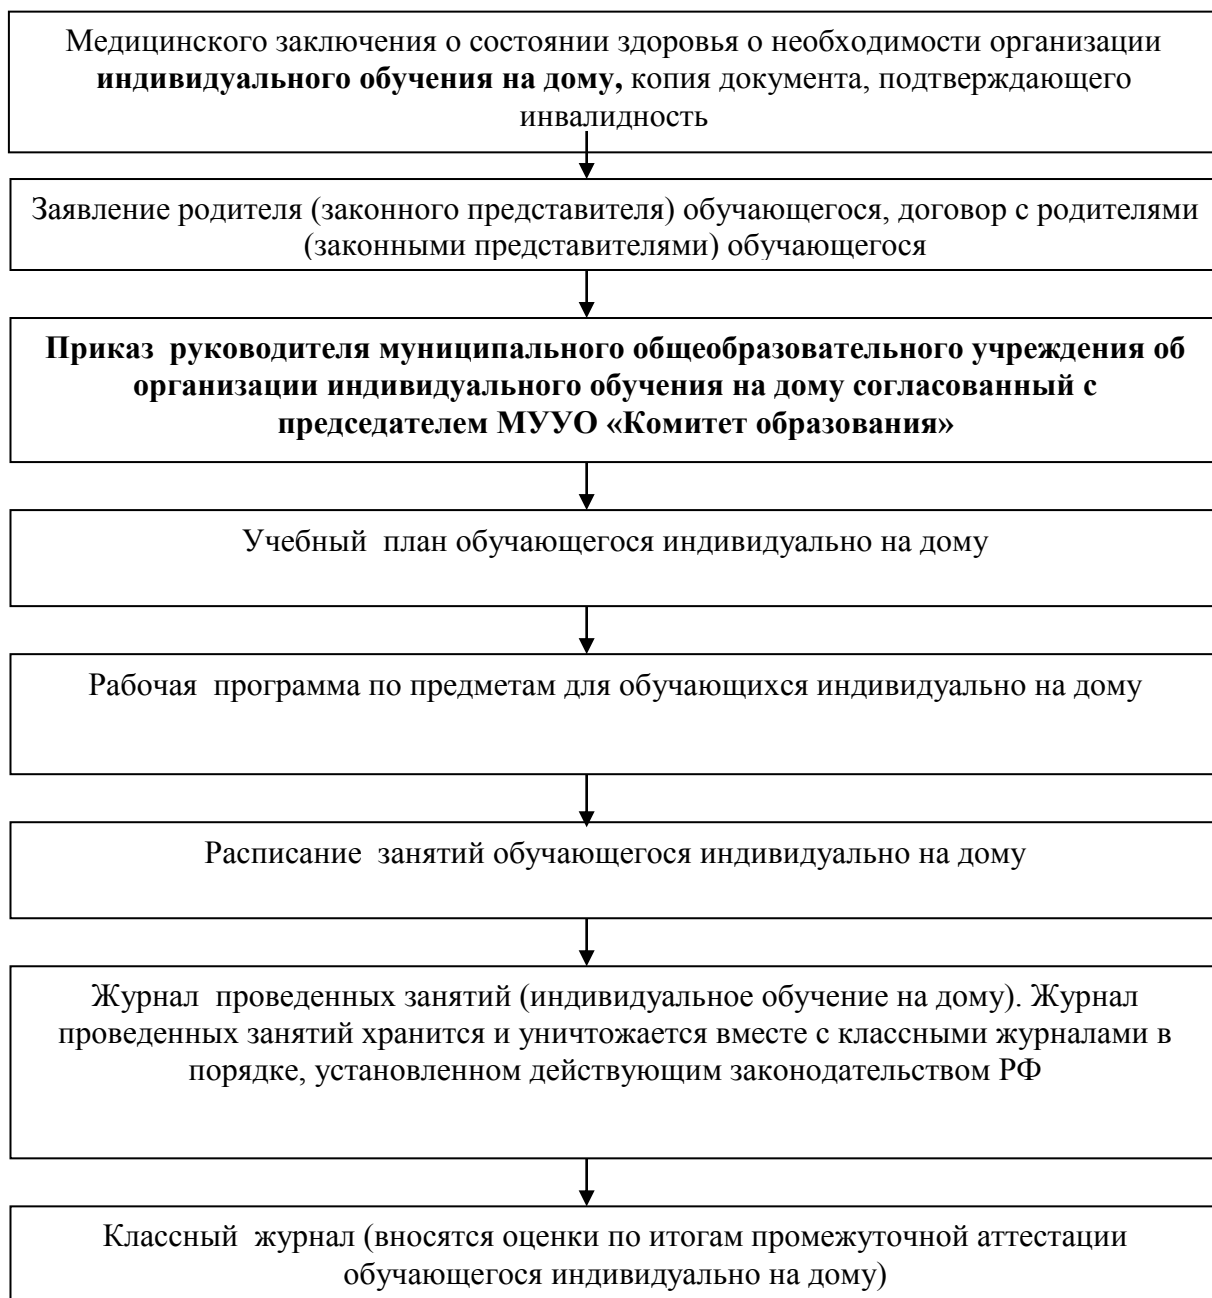 Медицинского заключения о состоянии здоровья о необходимости организации
индивидуального обучения на дому, копия документа, подтверждающего
инвалидность
Заявление родителя (законного представителя) обучающегося, договор с родителями
(законными представителями) обучающегося
Приказ руководителя муниципального общеобразовательного учреждения об
организации индивидуального обучения на дому согласованный с
председателем МУУО «Комитет образования»
Учебный план обучающегося индивидуально на дому
Рабочая программа по предметам для обучающихся индивидуально на дому
Расписание занятий обучающегося индивидуально на дому
Журнал проведенных занятий (индивидуальное обучение на дому). Журнал
проведенных занятий хранится и уничтожается вместе с классными журналами в
порядке, установленном действующим законодательством РФ
Классный журнал (вносятся оценки по итогам промежуточной аттестации
обучающегося индивидуально на дому)